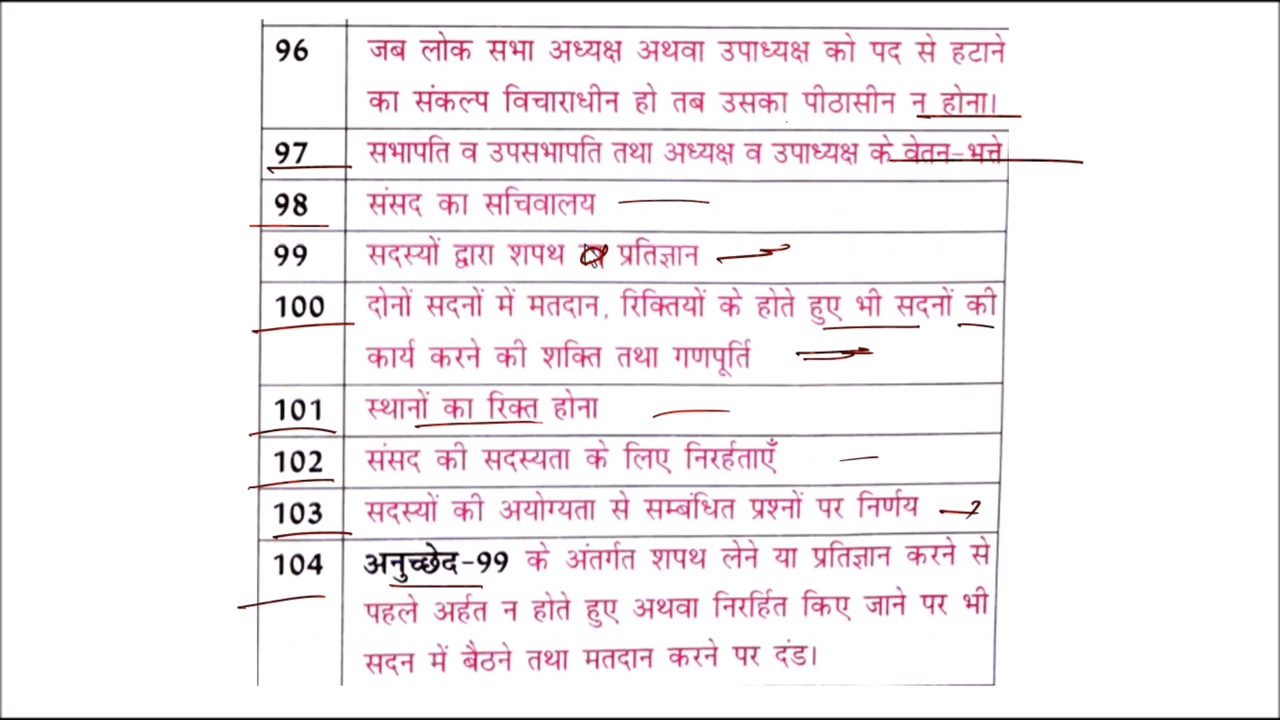 96 जब लोक सभा अध्यक्ष अथवा उपाध्यक्ष को पद से हटाने
का संकल्प विचाराधीन हो तब उसका पीठासीन न होना।
97 सभापति व उपसभापति तथा अध्यक्ष व उपाध्यक्ष के वेतन-भत्ते
98 संसद का सचिवालय
99 सदस्यों द्वारा शपथ प्रतिज्ञान
100 दोनों सदनों में मतदान, रिक्तियों के होते हुए भी सदनों की
कार्य करने की शक्ति तथा गणपूर्ति
101 स्थानों का रिक्त होना
102 संसद की सदस्यता के लिए निरर्हताएँ
103 सदस्यों की अयोग्यता से सम्बंधित प्रश्नों पर निर्णय
104 अनुच्छेद-99 के अंतर्गत शपथ लेने या प्रतिज्ञान करने से
पहले अर्हत न होते हुए अथवा निरर्हित किए जाने पर भी
सदन में बैठने तथा मतदान करने पर दंड।